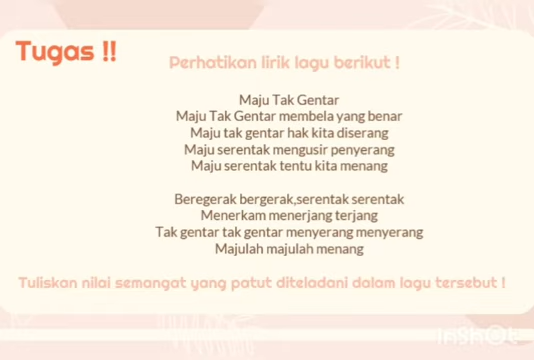 Tugas !!
Perhatikan lirik lagu berikut !
Maju Tak Gentar
Maju Tak Gentar membela yang benar
Maju tak gentar hak kita diserang
Maju serentak mengusir penyerang
Maju serentak tentu kita menang
Beregerak bergerak,serentak serentak
Menerkam menerjang terjang
Tak gentar tak gentar menyerang menyerang
Majulah majulah menang
Tuliskan nilai semangat yang patut diteladani dalam lagu tersebut !
InShOt